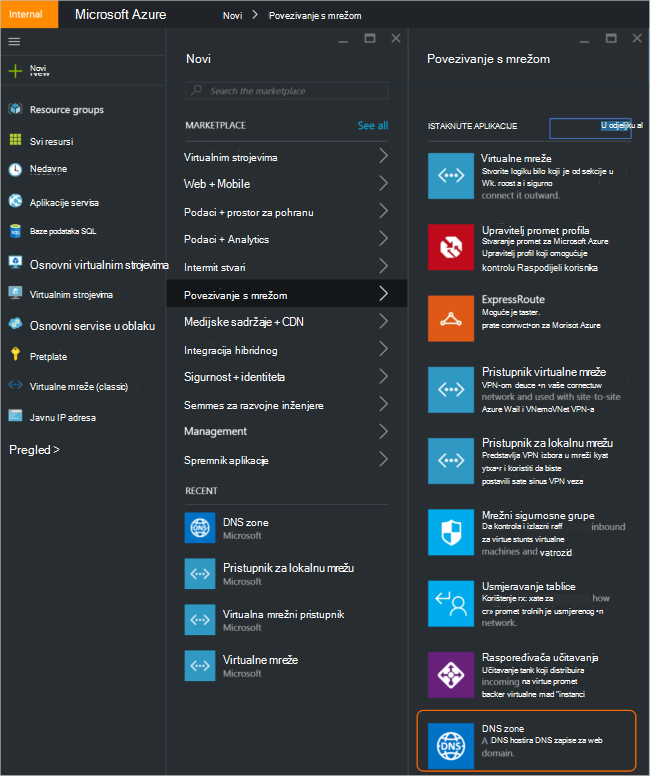 Internal
Microsoft Azure
Novi > Povezivanje s mrežom
Novi
New
Resource groups
Svi resursi
Nedavne
Aplikacije servisa
Baze podataka SQL
Osnovni virtualnim strojevima
Virtualnim strojevima
Osnovni servise u oblaku
Pretplate
Virtualne mreže (classic)
Javnu IP adresa
Pregled >
Novi
Search the marketplace
MARKETPLACE
See all
Virtualnim strojevima
Web + Mobile
Podaci + prostor za pohranu
Podaci + Analytics
Internit stvari
Povezivanje s mrežom
Medijske sadržaje + CDN
Integracija hibridnog
Sigurnost + identiteta
Semmes za razvojne inženjere
Management
Spremnik aplikacije
RECENT
DNS zone
Microsoft
Pristupnik za lokalnu mrežu
Microsoft
Virtualna mrežni pristupnik
Microsoft
Virtualne mreže
Microsoft
Povezivanje s mrežom
ISTAKNUTE APLIKACIJE
U odjeljku al
Virtualne mreže
Stvorite logiku bilo koji je od sekcije u
Wk. roost a i sigurno
connect it outward.
Upravitelj promet profila
Stvaranje promet za Microsoft Azure
Upravitelj profil koji omogućuje
kontrolu Raspodijeli korisnika
ExpressRoute
Moguće je taster.
prate conrwct•on za Morisot Azure
Pristupnik virtualne mreže
VPN-om deuce •n vaše connectuw
network and used with site-to-site
Azure Wail i VNemoVNet VPN-a
Pristupnik za lokalnu mrežu
Predstavlja VPN izbora u mreži kyat
ytxa•r i koristiti da biste
postavili sate sinus VPN veza
Mrežni sigurnosne grupe
Da kontrola i izlazni raff inbound
za virtue stunts virtualne
machines and vatrozid
Usmjeravanje tablice
Korištenje rx: xate za how
cr» promet trolnih je usmjerenog •n
network.
Raspoređivača učitavanja
Učitavanje tank koji distribuira
incoming na virtue promet
backer virtualne mad "instanci
DNS zone
A DNS hostira DNS zapise za web
domain.